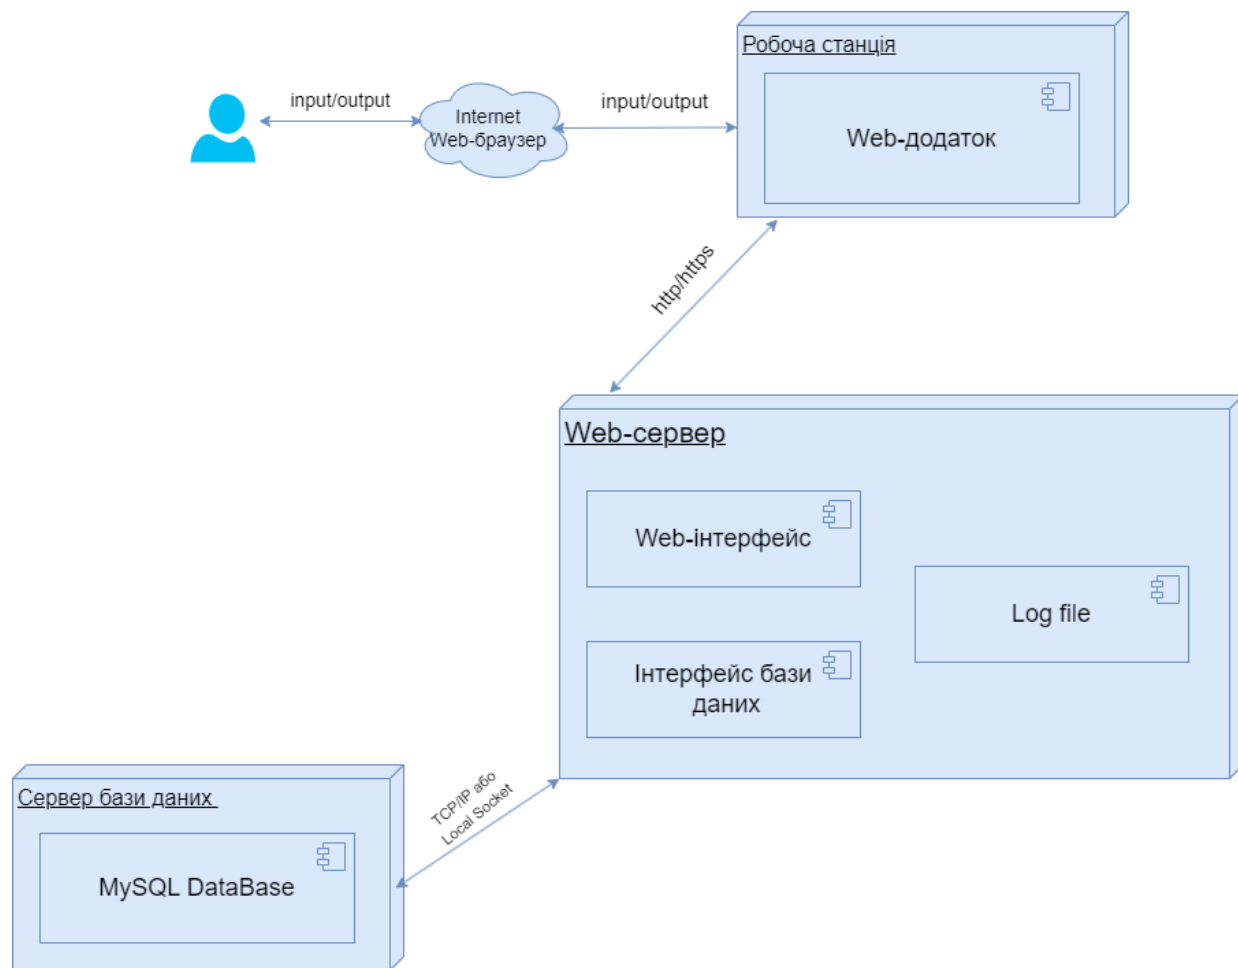 Робоча станція
Web-додаток
input/output
Internet
Web-браузер
input/output
http/https
Web-сервер
Web-інтерфейс
Log file
Інтерфейс бази
даних
TCP/IP або
Local Socket
Сервер бази даних
MySQL DataBase